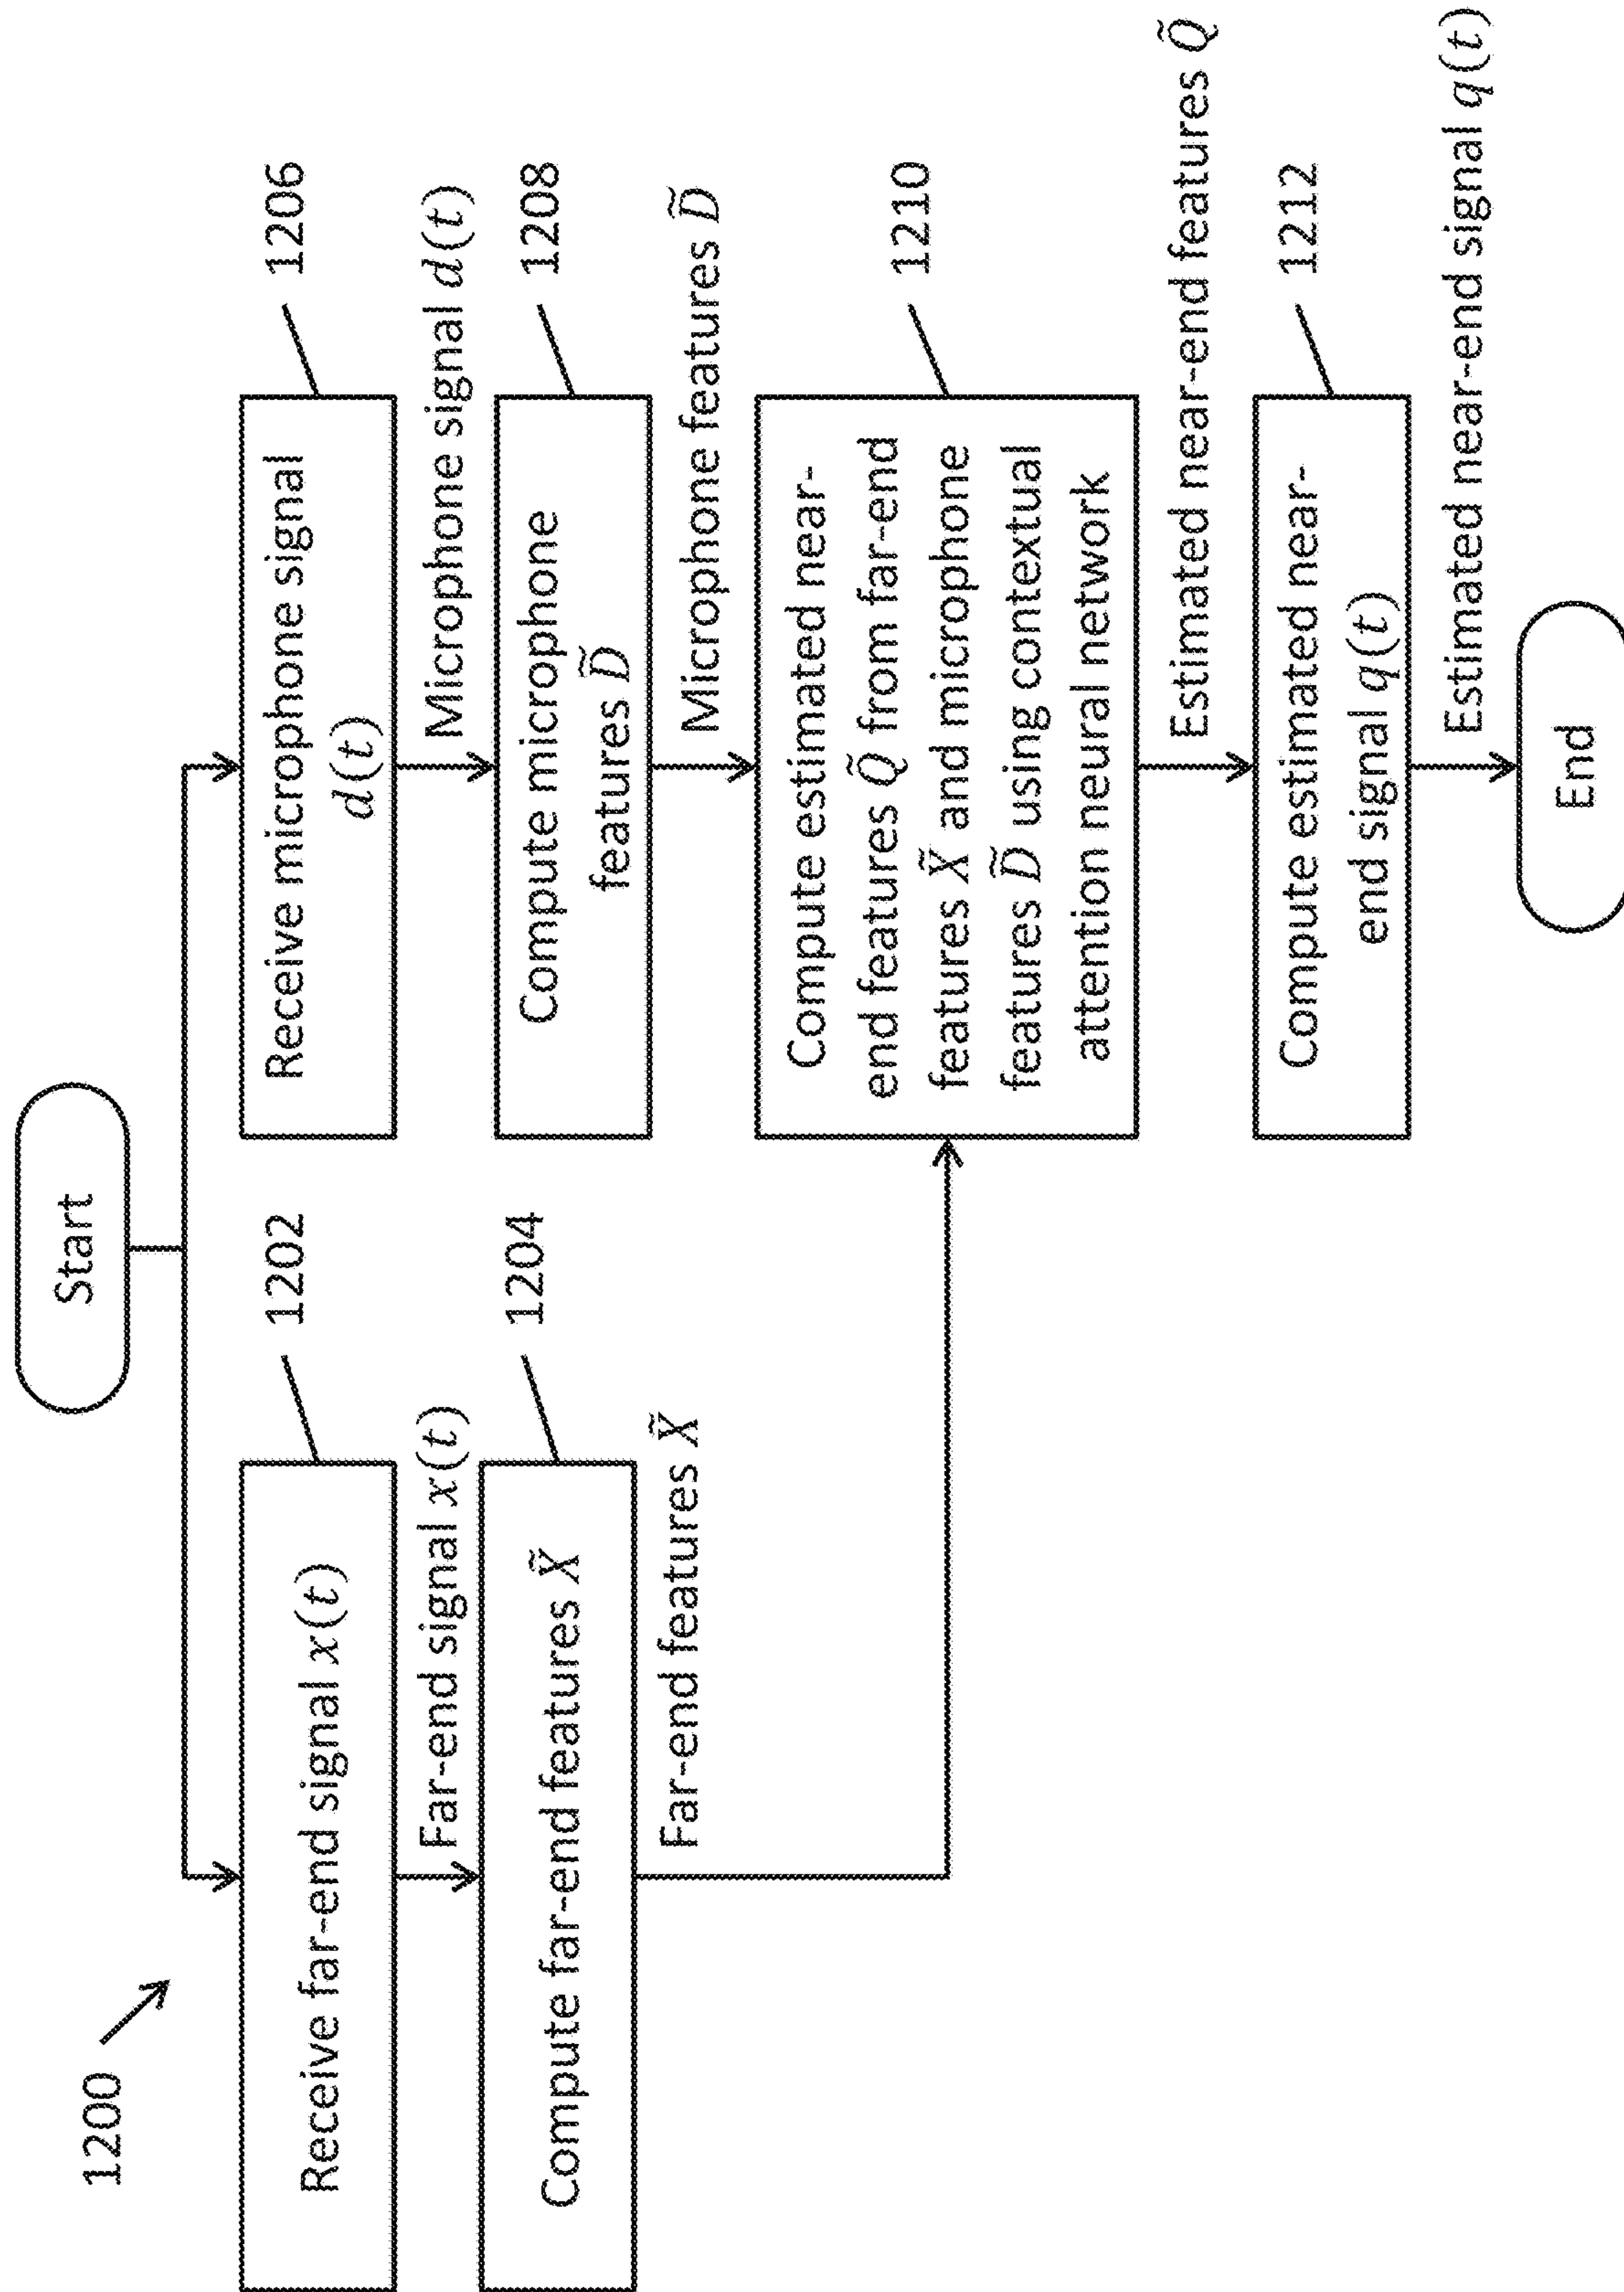 1200
Start
1202
Receive far-end signal x(t)
Far-end signal x(t)
1204
Compute far-end features X̃
Far-end features X̃
1206
Receive microphone signal
d(t)
Microphone signal d(t)
1208
Compute microphone
features D̃
Microphone features D̃
1210
Compute estimated near-
end features Q̃ from far-end
features X̃ and microphone
features D̃ using contextual
attention neural network
Estimated near-end features Q̃
1212
Compute estimated near-
end signal q(t)
Estimated near-end signal q(t)
End